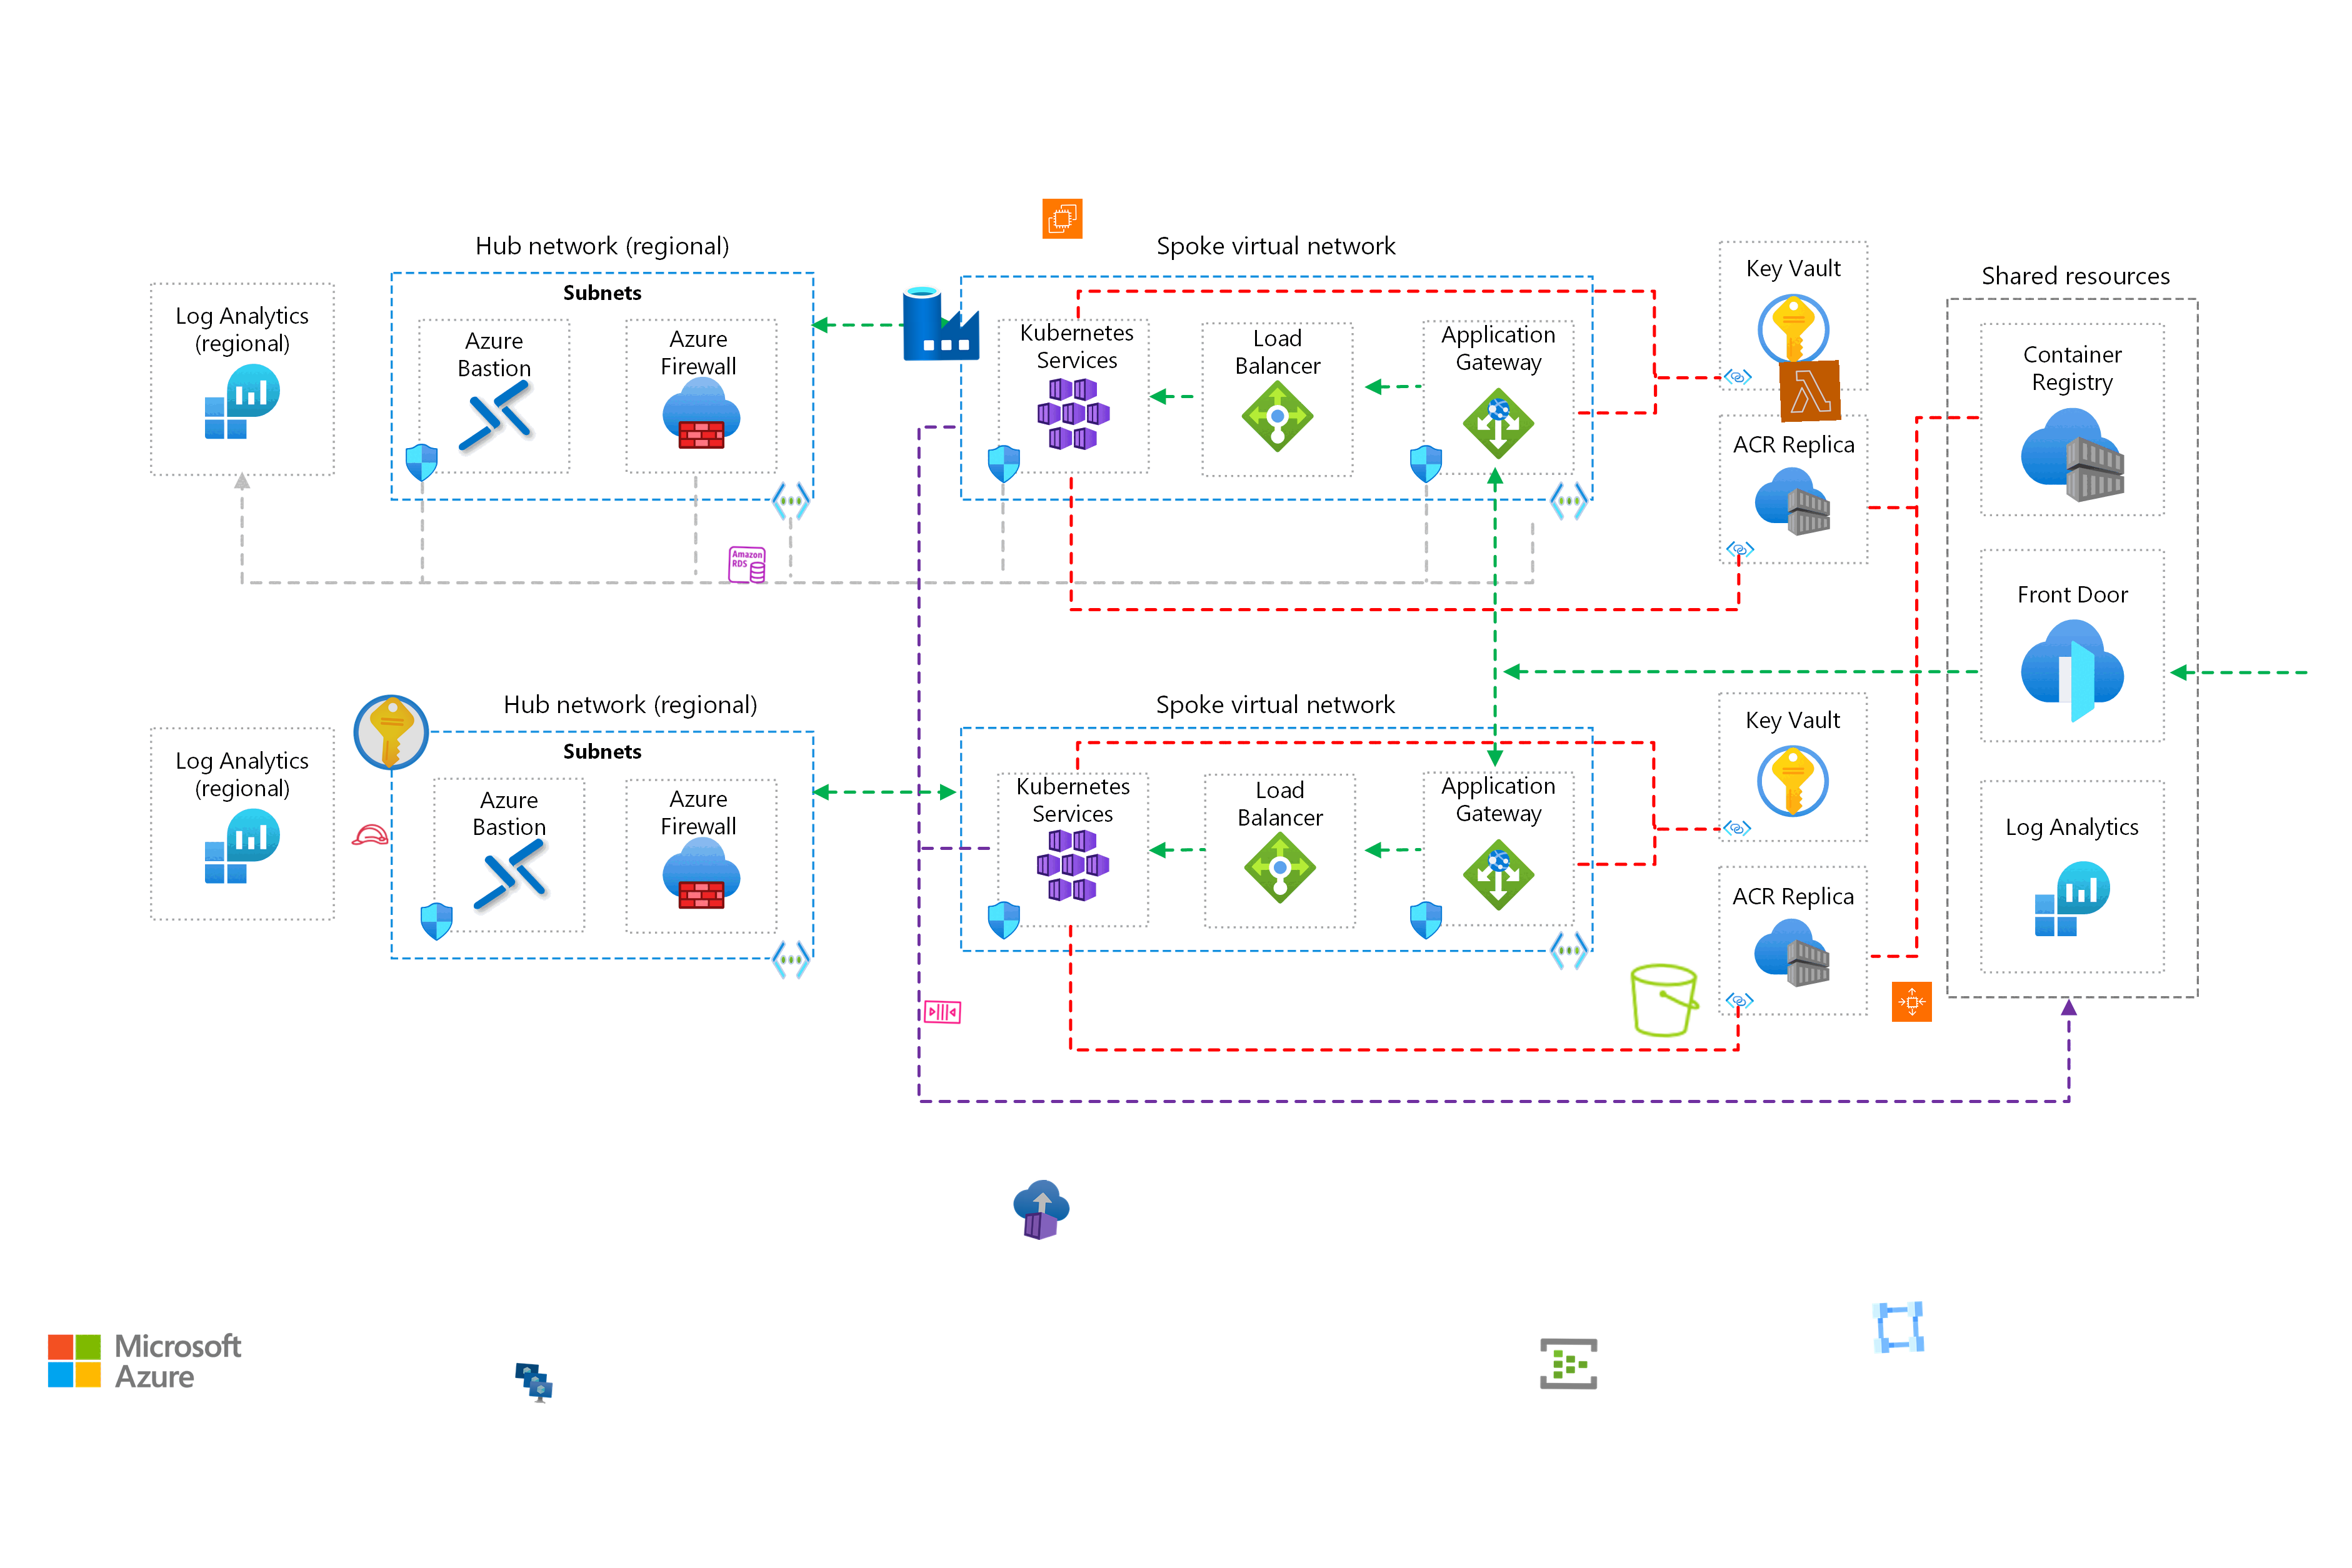 Hub network (regional)
Spoke virtual network
Key Vault
Shared resources
Log Analytics
(regional)
Subnets
Azure
Bastion
Azure
Firewall
Kubernetes
Services
Load
Balancer
Application
Gateway
Container
Registry
ACR Replica
Amazon
RDS
Front Door
Hub network (regional)
Spoke virtual network
Key Vault
Log Analytics
(regional)
Subnets
Azure
Bastion
Azure
Firewall
Kubernetes
Services
Load
Balancer
Application
Gateway
Log Analytics
ACR Replica
Microsoft
Azure